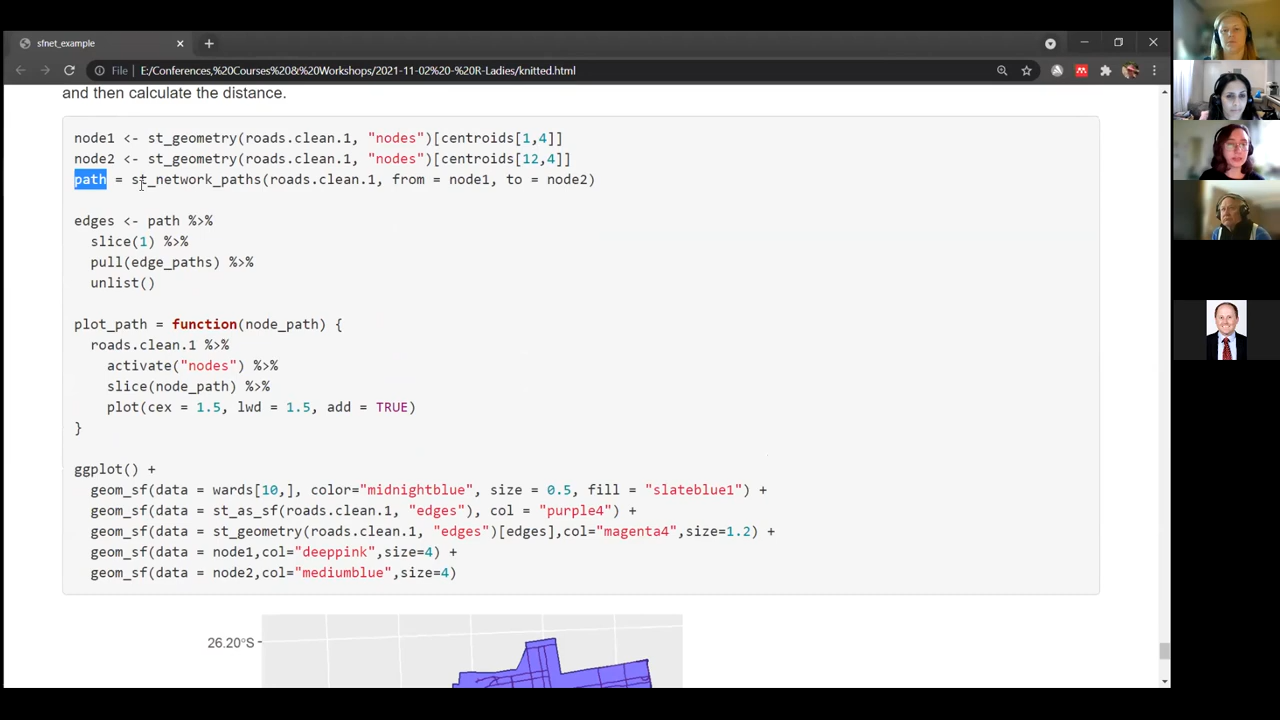 sfnet_example
File E:/Conferences,%20Courses%20&%20Workshops/2021-11-02%20-%20R-Ladies/knitted.html
and then calculate the distance.
node1 <- st_geometry(roads.clean.1, "nodes")[centroids[1,4]]
node2 <- st_geometry(roads.clean.1, "nodes")[centroids[12,4]]
path = st_network_paths(roads.clean.1, from = node1, to = node2)
edges <- path %>%
slice(1) %>%
pull(edge_paths) %>%
unlist()
plot_path = function(node_path) {
roads.clean.1 %>%
activate("nodes") %>%
slice(node_path) %>%
plot(cex = 1.5, lwd = 1.5, add = TRUE)
}
ggplot() +
geom_sf(data = wards[10,], color="midnightblue", size = 0.5, fill = "slateblue1") +
geom_sf(data = st_as_sf(roads.clean.1, "edges"), col = "purple4") +
geom_sf(data = st_geometry(roads.clean.1, "edges")[edges],col="magenta4",size=1.2) +
geom_sf(data = node1,col="deeppink",size=4) +
geom_sf(data = node2,col="mediumblue",size=4)
26.20°S